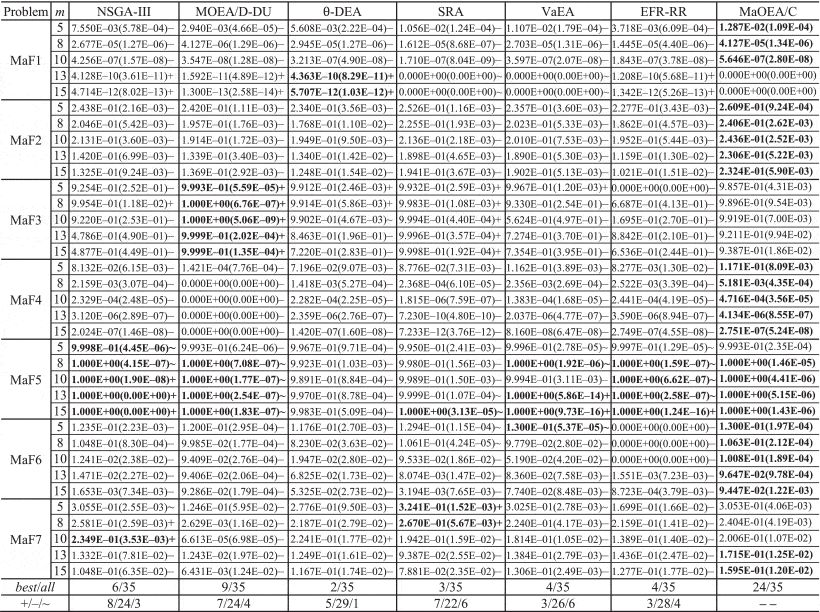 Problem m NSGA-III MOEA/D-DU θ-DEA SRA VaEA EFR-RR MaOEA/C
MaF1
5 7.550E–03(5.78E–04)− 2.940E–03(4.66E–05)− 5.608E–03(2.22E–04)− 1.056E–02(1.24E–04)− 1.107E–02(1.79E–04)− 3.718E–03(6.09E–04)− 1.287E–02(1.09E–04)
8 2.677E–05(1.27E–06)− 4.127E–06(1.29E–06)− 2.945E–05(1.27E–06)− 1.612E–05(8.68E–07)− 2.703E–05(1.31E–06)− 1.445E–05(4.40E–06)− 4.127E–05(1.34E–06)
10 4.256E–07(1.57E–08)− 3.547E–08(1.28E–08)− 3.213E–07(4.90E–08)− 1.710E–07(8.04E–09)− 3.597E–07(2.07E–08)− 1.843E–07(3.78E–08)− 5.646E–07(2.80E–08)
13 4.128E–10(3.61E–11)+ 1.592E–11(4.89E–12)+ 4.363E–10(8.29E–11)+ 0.000E+00(0.00E+00)~ 0.000E+00(0.00E+00)~ 1.208E–10(5.68E–11)+ 0.000E+00(0.00E+00)
15 4.714E–12(8.02E–13)+ 1.300E–13(2.58E–14)+ 5.707E–12(1.03E–12)+ 0.000E+00(0.00E+00)~ 0.000E+00(0.00E+00)~ 1.342E–12(5.26E–13)+ 0.000E+00(0.00E+00)
MaF2
5 2.438E–01(2.16E–03)− 2.420E–01(1.11E–03)− 2.340E–01(3.56E–03)− 2.526E–01(1.16E–03)− 2.357E–01(3.60E–03)− 2.277E–01(3.43E–03)− 2.609E–01(9.24E–04)
8 2.046E–01(5.42E–03)− 1.957E–01(1.76E–03)− 1.768E–01(1.10E–02)− 2.255E–01(1.93E–03)− 2.023E–01(5.33E–03)− 1.862E–01(4.57E–03)− 2.406E–01(2.62E–03)
10 2.131E–01(3.60E–03)− 1.914E–01(1.72E–03)− 1.949E–01(9.50E–03)− 2.136E–01(2.18E–03)− 2.010E–01(7.53E–03)− 1.952E–01(5.44E–03)− 2.436E–01(2.52E–03)
13 1.420E–01(6.99E–03)− 1.339E–01(3.40E–03)− 1.340E–01(1.42E–02)− 1.898E–01(4.65E–03)− 1.890E–01(5.30E–03)− 1.159E–01(1.30E–02)− 2.306E–01(5.22E–03)
15 1.325E–01(9.24E–03)− 1.369E–01(2.92E–03)− 1.248E–01(1.54E–02)− 1.941E–01(3.67E–03)− 1.902E–01(5.13E–03)− 1.021E–01(1.51E–02)− 2.324E–01(5.90E–03)
MaF3
5 9.254E–01(2.52E–01)− 9.993E–01(5.59E–05)+ 9.912E–01(2.46E–03)+ 9.932E–01(2.59E–03)+ 9.967E–01(1.20E–03)+ 0.000E+00(0.00E+00)− 9.857E–01(4.31E–03)
8 9.954E–01(1.18E–02)+ 1.000E+00(6.76E–07)+ 9.914E–01(5.86E–03)+ 9.983E–01(1.08E–03)+ 9.330E–01(2.54E–01)− 6.687E–01(4.13E–01)− 9.896E–01(9.54E–03)
10 9.220E–01(2.53E–01)− 1.000E+00(5.06E–09)+ 9.902E–01(4.67E–03)− 9.994E–01(4.40E–04)+ 5.624E–01(4.97E–01)− 1.695E–01(2.70E–01)− 9.919E–01(7.00E–03)
13 4.786E–01(4.90E–01)− 9.999E–01(2.02E–04)+ 8.463E–01(1.96E–01)− 9.996E–01(3.57E–04)+ 7.274E–01(3.70E–01)− 8.842E–01(2.10E–01)− 9.211E–01(9.94E–02)
15 4.877E–01(4.49E–01)− 9.999E–01(1.35E–04)+ 7.220E–01(2.83E–01)− 9.998E–01(1.92E–04)+ 7.354E–01(3.95E–01)− 6.536E–01(2.44E–01)− 9.387E–01(1.86E–02)
MaF4
5 8.132E–02(6.15E–03)− 1.421E–04(7.76E–04)− 7.196E–02(9.07E–03)− 8.776E–02(7.31E–03)− 1.162E–01(3.89E–03)− 8.277E–02(1.30E–02)− 1.171E–01(8.09E–03)
8 2.159E–03(3.07E–04)− 0.000E+00(0.00E+00)− 1.418E–03(5.27E–04)− 2.368E–04(6.10E–05)− 2.356E–03(2.69E–04)− 2.522E–03(3.39E–04)− 5.181E–03(4.35E–04)
10 2.329E–04(2.48E–05)− 0.000E+00(0.00E+00)− 2.282E–04(2.25E–05)− 1.815E–06(7.59E–07)− 1.383E–04(1.68E–05)− 2.441E–04(4.19E–05)− 4.716E–04(3.56E–05)
13 3.120E–06(2.89E–07)− 0.000E+00(0.00E+00)− 2.359E–06(2.76E–07)− 7.230E–10(4.80E–10)− 2.037E–06(4.77E–07)− 3.590E–06(8.94E–07)− 4.134E–06(8.55E–07)
15 2.024E–07(1.46E–08)− 0.000E+00(0.00E+00)− 1.420E–07(1.60E–08)− 7.233E–12(3.76E–12)− 8.160E–08(6.47E–08)− 2.749E–07(4.55E–08)− 2.751E–07(5.24E–08)
MaF5
5 9.998E–01(4.45E–06)~ 9.993E–01(6.24E–06)− 9.967E–01(9.71E–04)− 9.950E–01(2.41E–03)− 9.996E–01(2.78E–05)~ 9.997E–01(1.29E–05)~ 9.993E–01(2.35E–04)
8 1.000E+00(4.15E–07)~ 1.000E+00(7.08E–07)~ 9.923E–01(1.03E–03)− 9.980E–01(1.56E–03)− 1.000E+00(1.92E–06)~ 1.000E+00(1.59E–07)~ 1.000E+00(1.46E–05)
10 1.000E+00(1.90E–08)+ 1.000E+00(1.77E–07)~ 9.891E–01(8.84E–04)− 9.989E–01(1.50E–03)− 9.994E–01(3.11E–03)− 1.000E+00(6.62E–07)~ 1.000E+00(4.41E–06)
13 1.000E+00(0.00E+00)+ 1.000E+00(2.54E–07)~ 9.970E–01(8.78E–04)− 9.999E–01(1.07E–04)~ 1.000E+00(5.86E–14)+ 1.000E+00(2.58E–07)~ 1.000E+00(5.15E–06)
15 1.000E+00(0.00E+00)+ 1.000E+00(1.83E–07)~ 9.983E–01(5.09E–04)− 1.000E+00(3.13E–05)~ 1.000E+00(9.73E–16)+ 1.000E+00(1.24E–16)+ 1.000E+00(1.43E–06)
MaF6
5 1.235E–01(2.23E–03)− 1.200E–01(2.95E–04)− 1.176E–01(2.70E–03)− 1.294E–01(1.15E–04)~ 1.300E–01(5.37E–05)~ 0.000E+00(0.00E+00)− 1.300E–01(1.97E–04)
8 1.048E–01(8.30E–04)− 9.985E–02(1.77E–04)− 8.230E–02(3.63E–02)− 1.061E–01(4.24E–05)− 9.779E–02(2.80E–02)− 0.000E+00(0.00E+00)− 1.063E–01(2.12E–04)
10 1.241E–02(2.38E–02)− 9.409E–02(2.76E–04)− 1.947E–02(2.80E–02)− 9.533E–02(1.86E–02)− 5.190E–02(4.20E–02)− 0.000E+00(0.00E+00)− 1.008E–01(1.89E–04)
13 1.471E–02(2.27E–02)− 9.406E–02(2.06E–04)− 6.825E–02(1.73E–02)− 8.074E–03(1.47E–02)− 8.360E–02(7.58E–03)− 1.551E–03(7.23E–03)− 9.647E–02(9.78E–04)
15 1.653E–03(7.34E–03)− 9.286E–02(1.79E–04)− 5.325E–02(2.73E–02)− 3.194E–03(7.65E–03)− 7.740E–02(8.48E–03)− 8.723E–04(3.79E–03)− 9.447E–02(1.22E–03)
MaF7
5 3.055E–01(2.55E–03)~ 1.246E–01(5.95E–02)− 2.776E–01(9.50E–03)− 3.241E–01(1.52E–03)+ 3.025E–01(2.78E–03)− 1.699E–01(1.66E–02)− 3.053E–01(4.06E–03)
8 2.581E–01(2.59E–03)+ 2.629E–03(1.16E–02)− 2.187E–01(2.79E–02)− 2.670E–01(5.67E–03)+ 2.240E–01(4.17E–03)− 2.159E–01(1.41E–02)− 2.404E–01(4.19E–03)
10 2.349E–01(3.53E–03)+ 6.613E–05(6.98E–05)− 2.241E–01(1.77E–02)+ 1.942E–01(1.59E–02)− 1.814E–01(1.05E–02)− 1.389E–01(1.40E–02)− 2.006E–01(1.07E–02)
13 1.332E–01(7.81E–02)− 1.243E–02(1.97E–02)− 1.249E–01(1.61E–02)− 9.387E–02(2.55E–02)− 1.384E–01(2.79E–03)− 1.436E–01(2.47E–02)− 1.715E–01(1.25E–02)
15 1.048E–01(6.35E–02)− 6.431E–03(1.24E–02)− 1.167E–01(1.74E–02)− 7.881E–02(2.35E–02)− 1.306E–01(2.49E–03)− 1.277E–01(1.77E–02)− 1.595E–01(1.20E–02)
best/all 6/35 9/35 2/35 3/35 4/35 4/35 24/35
+/−/~ 8/24/3 7/24/4 5/29/1 7/22/6 3/26/6 3/28/4 − −